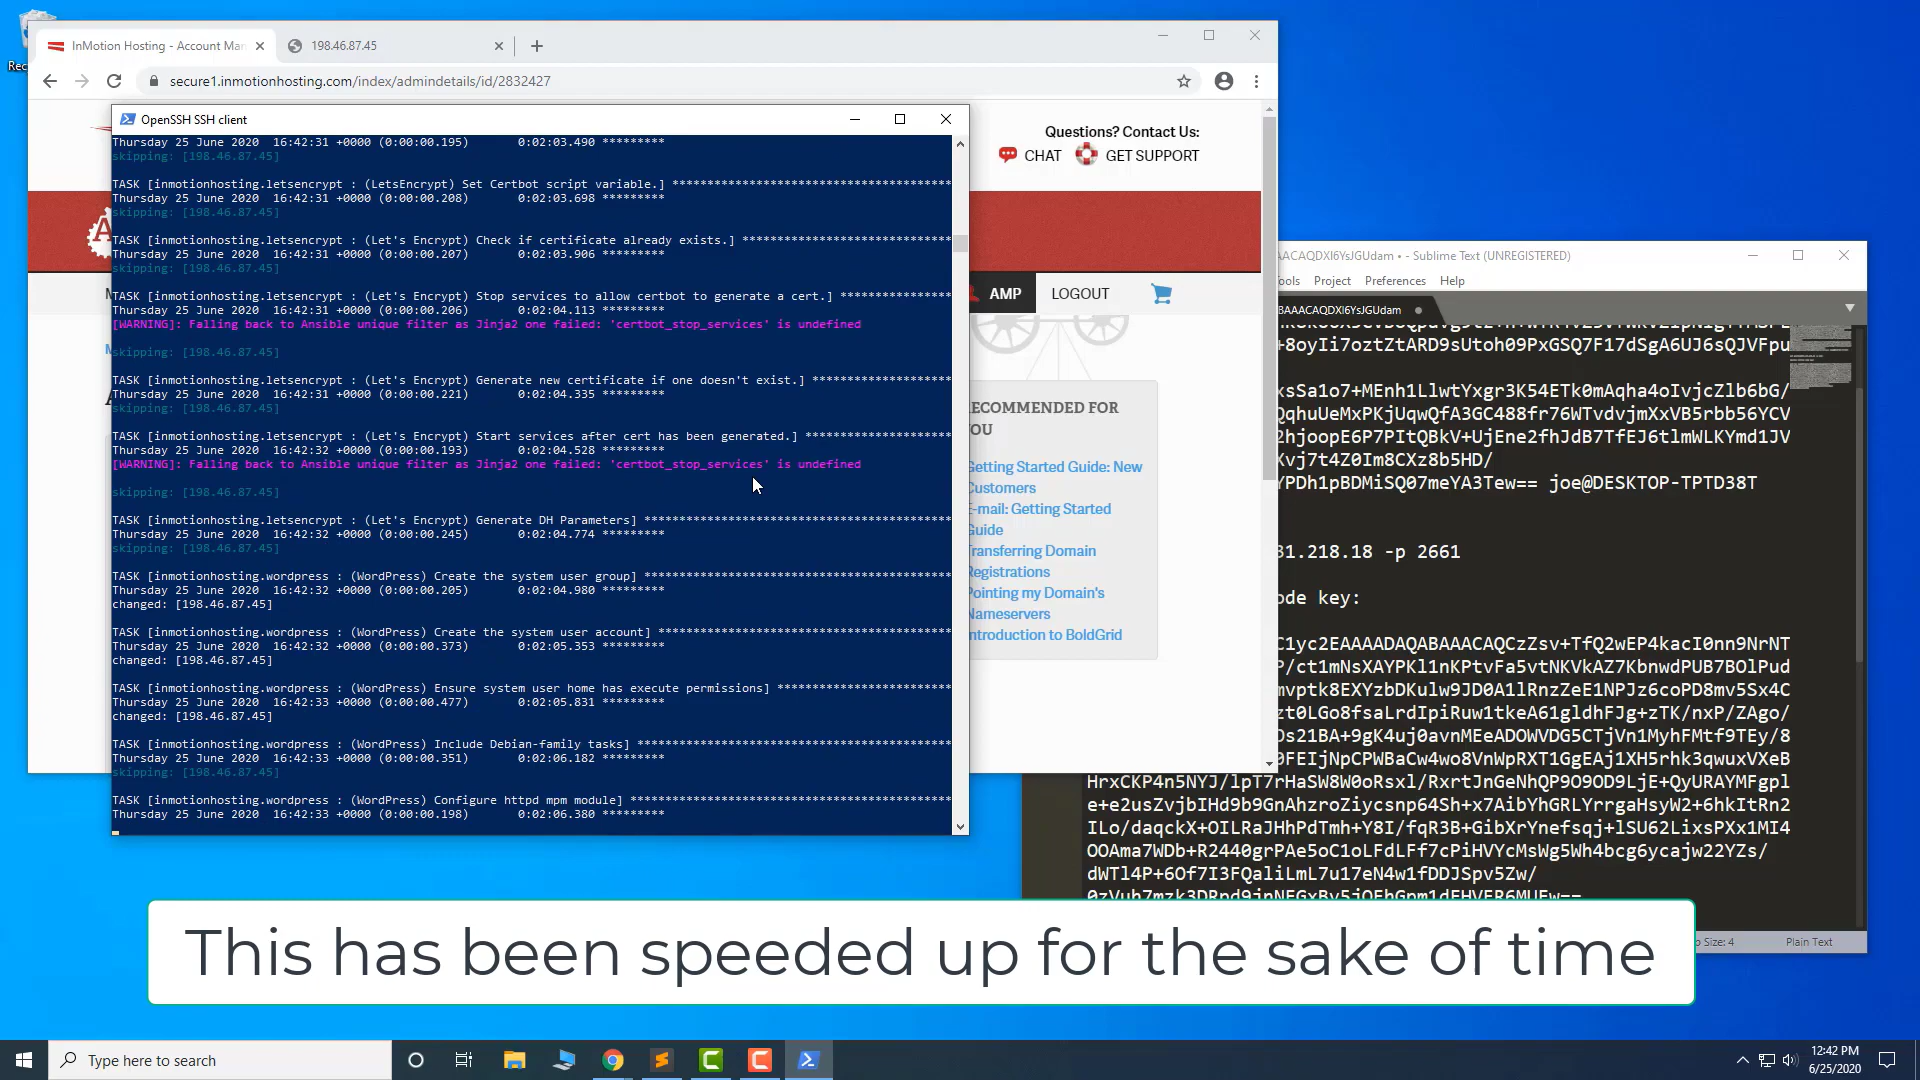 InMotion Hosting - Account Man
198.46.87.45
secure1.inmotionhosting.com/index/admindetails/id/2832427
Questions? Contact Us:
CHAT
GET SUPPORT
AMP
LOGOUT
ECOMMENDED FOR
OU
Getting Started Guide: New
Customers
E-mail: Getting Started
Guide
Transferring Domain
Registrations
Pointing my Domain's
Nameservers
Introduction to BoldGrid
OpenSSH SSH client
Thursday 25 June 2020  16:42:31 +0000 (0:00:00.195)       0:02:03.490 *********
skipping: [198.46.87.45]
TASK [inmotionhosting.letsencrypt : (LetsEncrypt) Set Certbot script variable.] ****************************************
Thursday 25 June 2020  16:42:31 +0000 (0:00:00.208)       0:02:03.698 *********
skipping: [198.46.87.45]
TASK [inmotionhosting.letsencrypt : (Let's Encrypt) Check if certificate already exists.] ******************************
Thursday 25 June 2020  16:42:31 +0000 (0:00:00.207)       0:02:03.906 *********
skipping: [198.46.87.45]
TASK [inmotionhosting.letsencrypt : (Let's Encrypt) Stop services to allow certbot to generate a cert.] ****************
Thursday 25 June 2020  16:42:31 +0000 (0:00:00.206)       0:02:04.113 *********
[WARNING]: Falling back to Ansible unique filter as Jinja2 one failed: 'certbot_stop_services' is undefined
skipping: [198.46.87.45]
TASK [inmotionhosting.letsencrypt : (Let's Encrypt) Generate new certificate if one doesn't exist.] ********************
Thursday 25 June 2020  16:42:31 +0000 (0:00:00.221)       0:02:04.335 *********
skipping: [198.46.87.45]
TASK [inmotionhosting.letsencrypt : (Let's Encrypt) Start services after cert has been generated.] *********************
Thursday 25 June 2020  16:42:32 +0000 (0:00:00.193)       0:02:04.528 *********
[WARNING]: Falling back to Ansible unique filter as Jinja2 one failed: 'certbot_stop_services' is undefined
skipping: [198.46.87.45]
TASK [inmotionhosting.letsencrypt : (Let's Encrypt) Generate DH Parameters] ********************************************
Thursday 25 June 2020  16:42:32 +0000 (0:00:00.245)       0:02:04.774 *********
skipping: [198.46.87.45]
TASK [inmotionhosting.wordpress : (WordPress) Create the system user group] ********************************************
Thursday 25 June 2020  16:42:32 +0000 (0:00:00.205)       0:02:04.980 *********
changed: [198.46.87.45]
TASK [inmotionhosting.wordpress : (WordPress) Create the system user account] ******************************************
Thursday 25 June 2020  16:42:32 +0000 (0:00:00.373)       0:02:05.353 *********
changed: [198.46.87.45]
TASK [inmotionhosting.wordpress : (WordPress) Ensure system user home has execute permissions] *************************
Thursday 25 June 2020  16:42:33 +0000 (0:00:00.477)       0:02:05.831 *********
changed: [198.46.87.45]
TASK [inmotionhosting.wordpress : (WordPress) Include Debian-family tasks] *********************************************
Thursday 25 June 2020  16:42:33 +0000 (0:00:00.351)       0:02:06.182 *********
skipping: [198.46.87.45]
TASK [inmotionhosting.wordpress : (WordPress) Configure httpd mpm module] **********************************************
Thursday 25 June 2020  16:42:33 +0000 (0:00:00.198)       0:02:06.380 *********
AACAQDXI6YsJGUdam • - Sublime Text (UNREGISTERED)
ools Project Preferences Help
BAAACAQDXI6YsJGUdam
+8oyIi7oztZtARD9sUtoh09PxGSQ7F17dSgA6UJ6sQJVFpu
xsSa1o7+MEnh1LlwtYxgr3K54ETk0mAqha4oIvjcZlb6bG/
QqhuUeMxPKjUqwQfA3GC488fr76WTvdvjmXxVB5rbb56YCV
2hjoopE6P7PItQBkV+UjEne2fhJdB7TfEJ6tlmWLKYmd1JV
Xvj7t4Z0Im8CXz8b5HD/
YPDh1pBDMiSQ07meYA3Tew== joe@DESKTOP-TPTD38T
31.218.18 -p 2661
ode key:
C1yc2EAAAADAQABAAACAQCzZsv+TfQ2wEP4kacI0nn9NrNT
P/ct1mNsXAYPKl1nKPtvFa5vtNKVkAZ7KbnwdPUB7BOlPud
mvptk8EXYzbDKulw9JD0A1lRnzZeE1NPJz6coPD8mv5Sx4C
zt0LGo8fsaLrdIpiRuw1tkeA61gldhFJg+zTK/nxP/ZAgo/
Ds21BA+9gK4uj0avnMEeADOWVDG5CTjVn1MyhFMtf9TEy/8
0FEIjNpCPWBaCw4wo8VnWpRXT1GgEAj1XH5rhk3qwuxVXeB
HrxCKP4n5NYJ/lpT7rHaSW8W0oRsxl/RxrtJnGeNhQP9O9OD9LjE+QyURAYMFgpl
e+e2usZvjbIHd9b9GnAhzroZiycsnp64Sh+x7AibYhGRLYrrgaHsyW2+6hkItRn2
ILo/daqckX+OILRaJHhPdTmh+Y8I/fqR3B+GibXrYnefsqj+lSU62LixsPXx1MI4
OOAma7WDb+R2440grPAe5oC1oLFdLFf7cPiHVYcMsWg5Wh4bcg6ycajw22YZs/
dWTl4P+6Of7I3FQaliLmL7u17eN4w1fDDJSpv5Zw/
b Size: 4
Plain Text
This has been speeded up for the sake of time
Type here to search
12:42 PM
6/25/2020